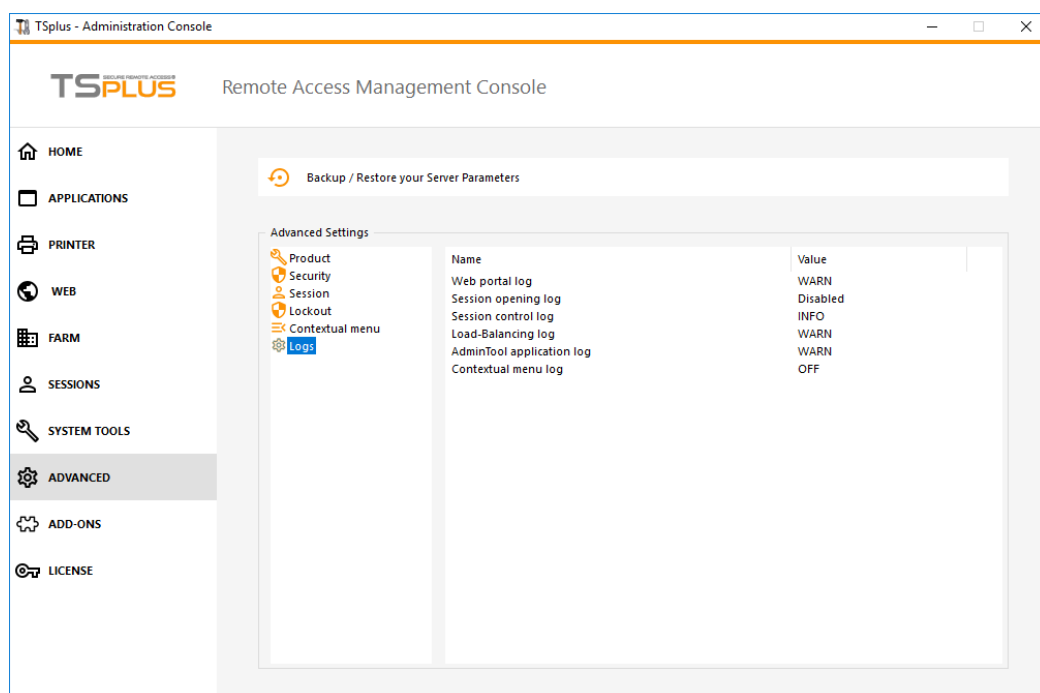 TSplus - Administration Console
TSPLUS
SECURE REMOTE ACCESS®
Remote Access Management Console
HOME
APPLICATIONS
PRINTER
WEB
FARM
SESSIONS
SYSTEM TOOLS
ADVANCED
ADD-ONS
LICENSE
Backup / Restore your Server Parameters
Advanced Settings
Product
Security
Session
Lockout
Contextual menu
Logs
Name Value
Web portal log WARN
Session opening log Disabled
Session control log INFO
Load-Balancing log WARN
AdminTool application log WARN
Contextual menu log OFF